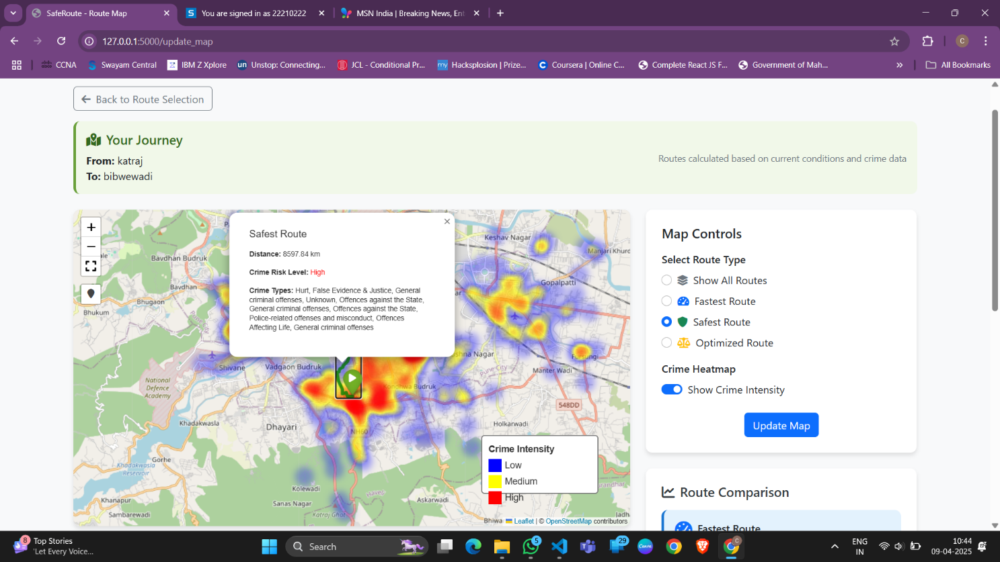 SafeRoute - Route Map
You are signed in as 22210222
MSN India | Breaking News, Ent
127.0.0.1:5000/update_map
C
CCNA
Swayam Central
IBM Z Xplore
Unstop: Connecting...
JCL - Conditional Pr...
Hacksplosion | Prize...
Coursera | Online C...
Complete React JS F...
Government of Mah...
All Bookmarks
Back to Route Selection
Your Journey
From: katraj
To: bibwewadi
Routes calculated based on current conditions and crime data
Safest Route
Distance: 8597.84 km
Crime Risk Level: High
Crime Types: Hurt, False Evidence & Justice, General
criminal offenses, Unknown, Offences against the State,
General criminal offenses, Offences against the State,
Police-related offenses and misconduct, Offences
Affecting Life, General criminal offenses
Keshav Nagar
Manjari Khurd
Bavdhan Budruk
Gopalpatti
Bavdhan
Bhugaon
Bhukum
Shivane
Vadgaon Budruk
Pune City
Manter Wadi
National
Defence
Academy
Kondhwa Budruk
548DD
Khadakwasla
Dhayari
NH60
Holkarwadi
Gorhe
Khadakwasla
Reservoir
Kolewadi
Khanapur
Sanas Nagar
Askarwadi
Sambarewadi
Katraj Ghat
Crime Intensity
Low
Medium
High
Leaflet | © OpenStreetMap contributors
Map Controls
Select Route Type
Show All Routes
Fastest Route
Safest Route
Optimized Route
Crime Heatmap
Show Crime Intensity
Update Map
Route Comparison
Fastest Route
8
Top Stories
'Let Every Voice...
Search
5
29
Canva
C
ENG
IN
10:44
09-04-2025